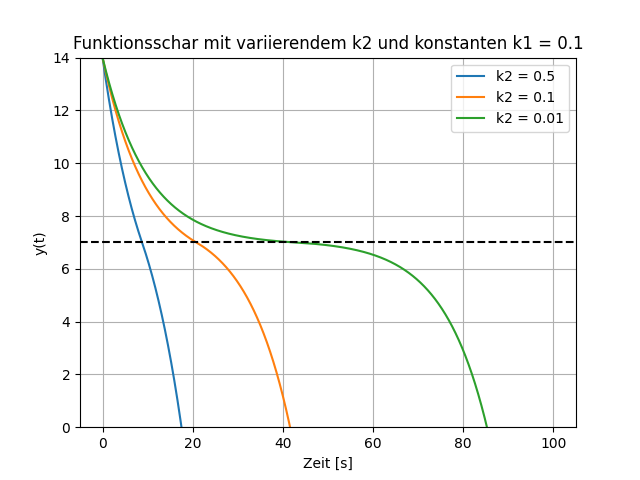 Funktionsschar mit variierendem k2 und konstanten k1 = 0.1
k2 = 0.5
k2 = 0.1
k2 = 0.01
14
12
10
8
6
4
2
0
y(t)
0 20 40 60 80 100
Zeit [s]